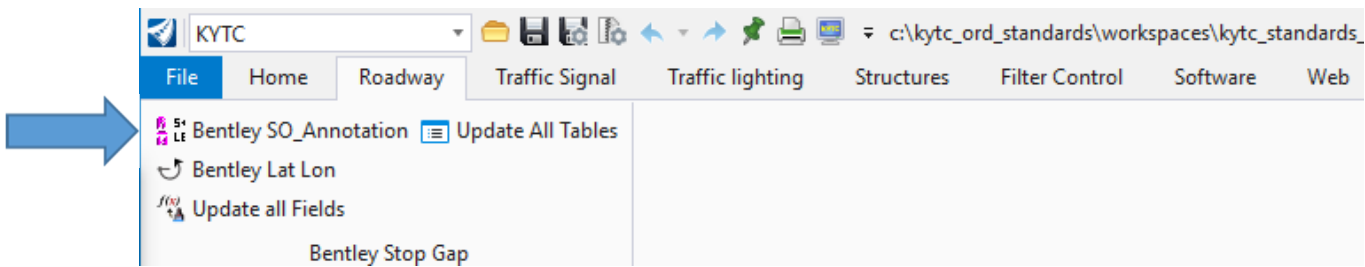 KYTC c:\kytc_ord_standards\workspaces\kytc_standards_
File Home Roadway Traffic Signal Traffic lighting Structures Filter Control Software Web
Bentley SO_Annotation Update All Tables
Bentley Lat Lon
Update all Fields
Bentley Stop Gap